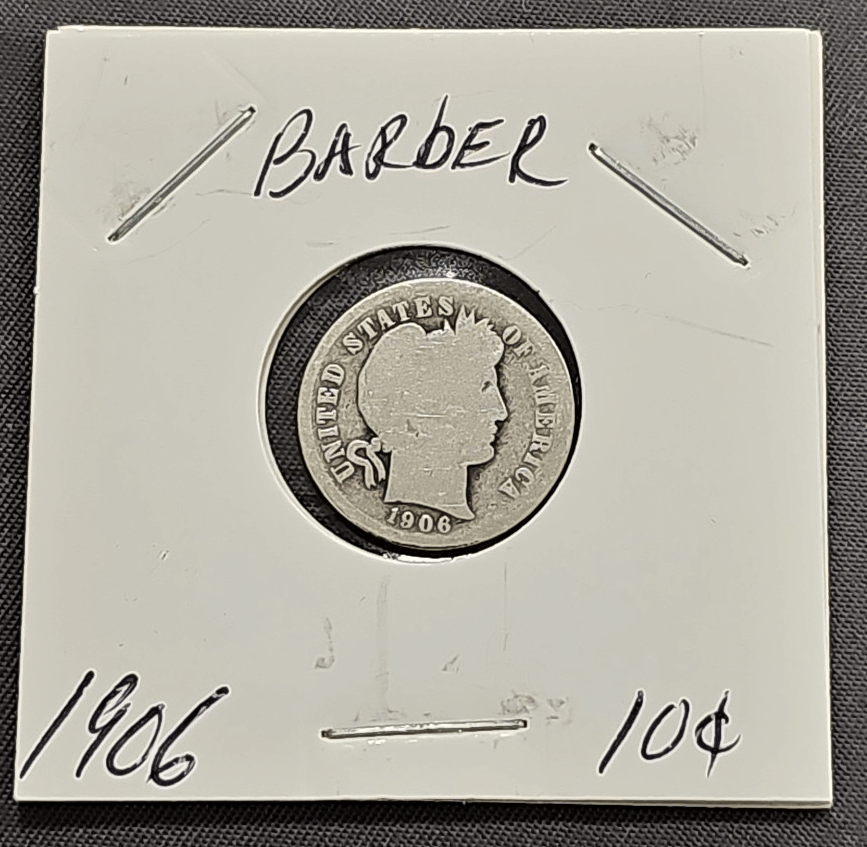 BARbER
UNITED STATES OF AMERICA
1906
1906 10¢